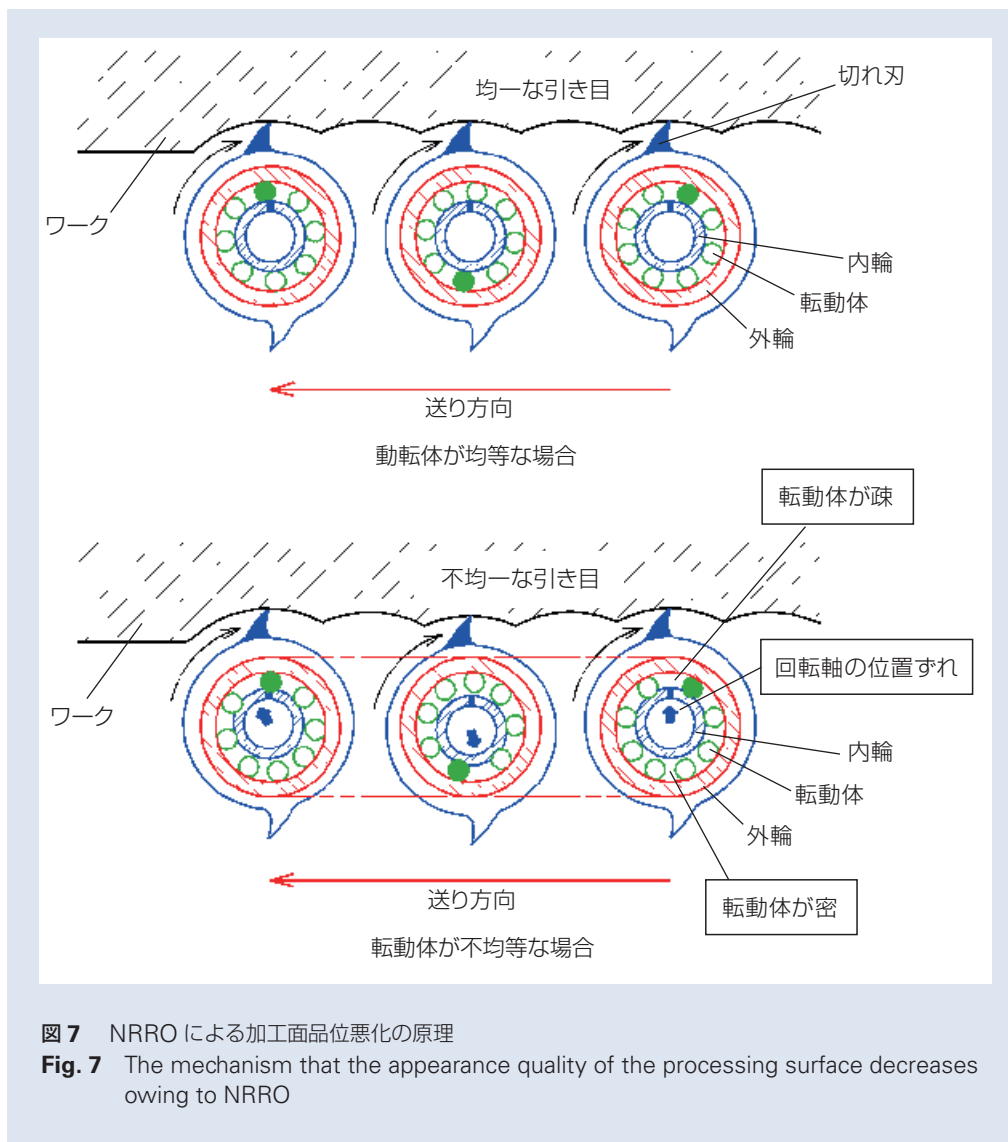 切れ刃
均一な引き目
ワーク
内輪
転動体
外輪
送り方向
動転体が均等な場合
転動体が疎
不均一な引き目
回転軸の位置ずれ
ワーク
内輪
転動体
外輪
転動体が密
送り方向
転動体が不均等な場合
図 7 NRRO による加工面品位悪化の原理
Fig. 7 The mechanism that the appearance quality of the processing surface decreases
owing to NRRO